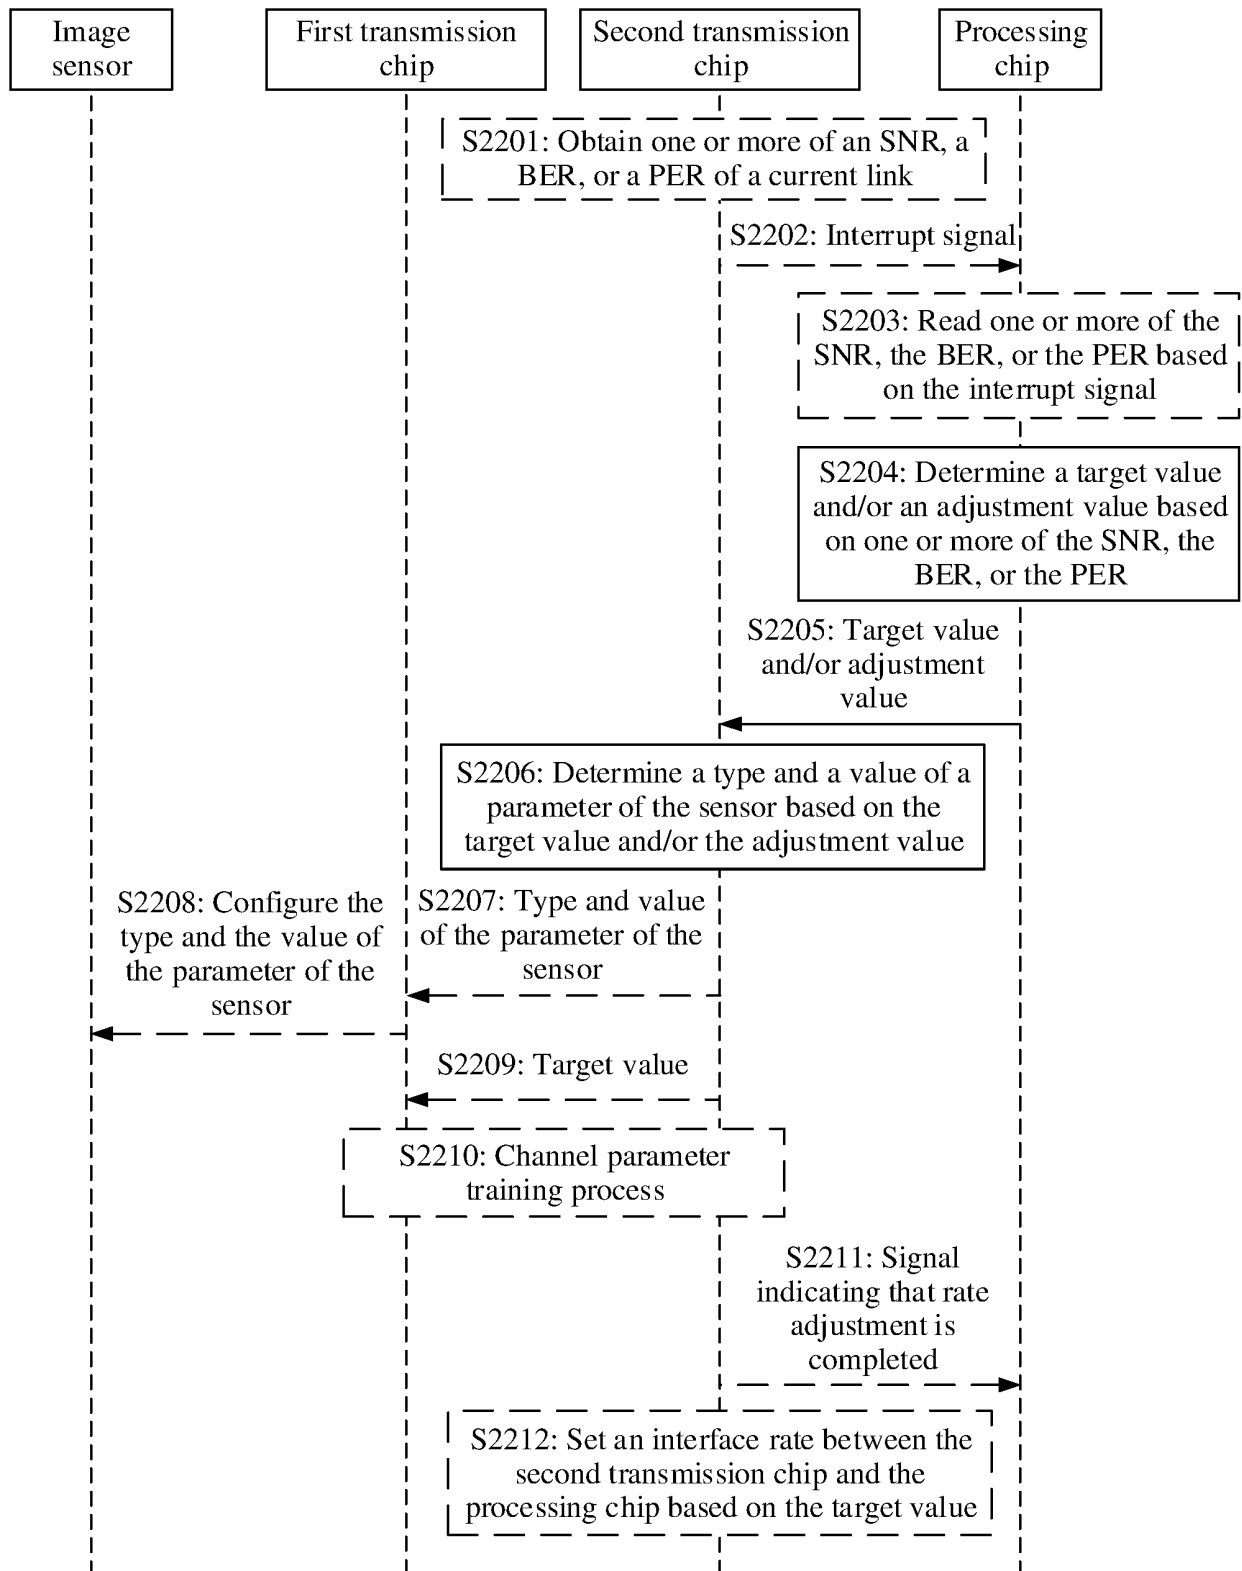 Image
sensor
First transmission
chip
Second transmission
chip
Processing
chip
S2201: Obtain one or more of an SNR, a
BER, or a PER of a current link
S2202: Interrupt signal
S2203: Read one or more of the
SNR, the BER, or the PER based
on the interrupt signal
S2204: Determine a target value
and/or an adjustment value based
on one or more of the SNR, the
BER, or the PER
S2205: Target value
and/or adjustment
value
S2206: Determine a type and a value of a
parameter of the sensor based on the
target value and/or the adjustment value
S2207: Type and value
of the parameter of the
sensor
S2208: Configure the
type and the value of
the parameter of the
sensor
S2209: Target value
S2210: Channel parameter
training process
S2211: Signal
indicating that rate
adjustment is
completed
S2212: Set an interface rate between the
second transmission chip and the
processing chip based on the target value